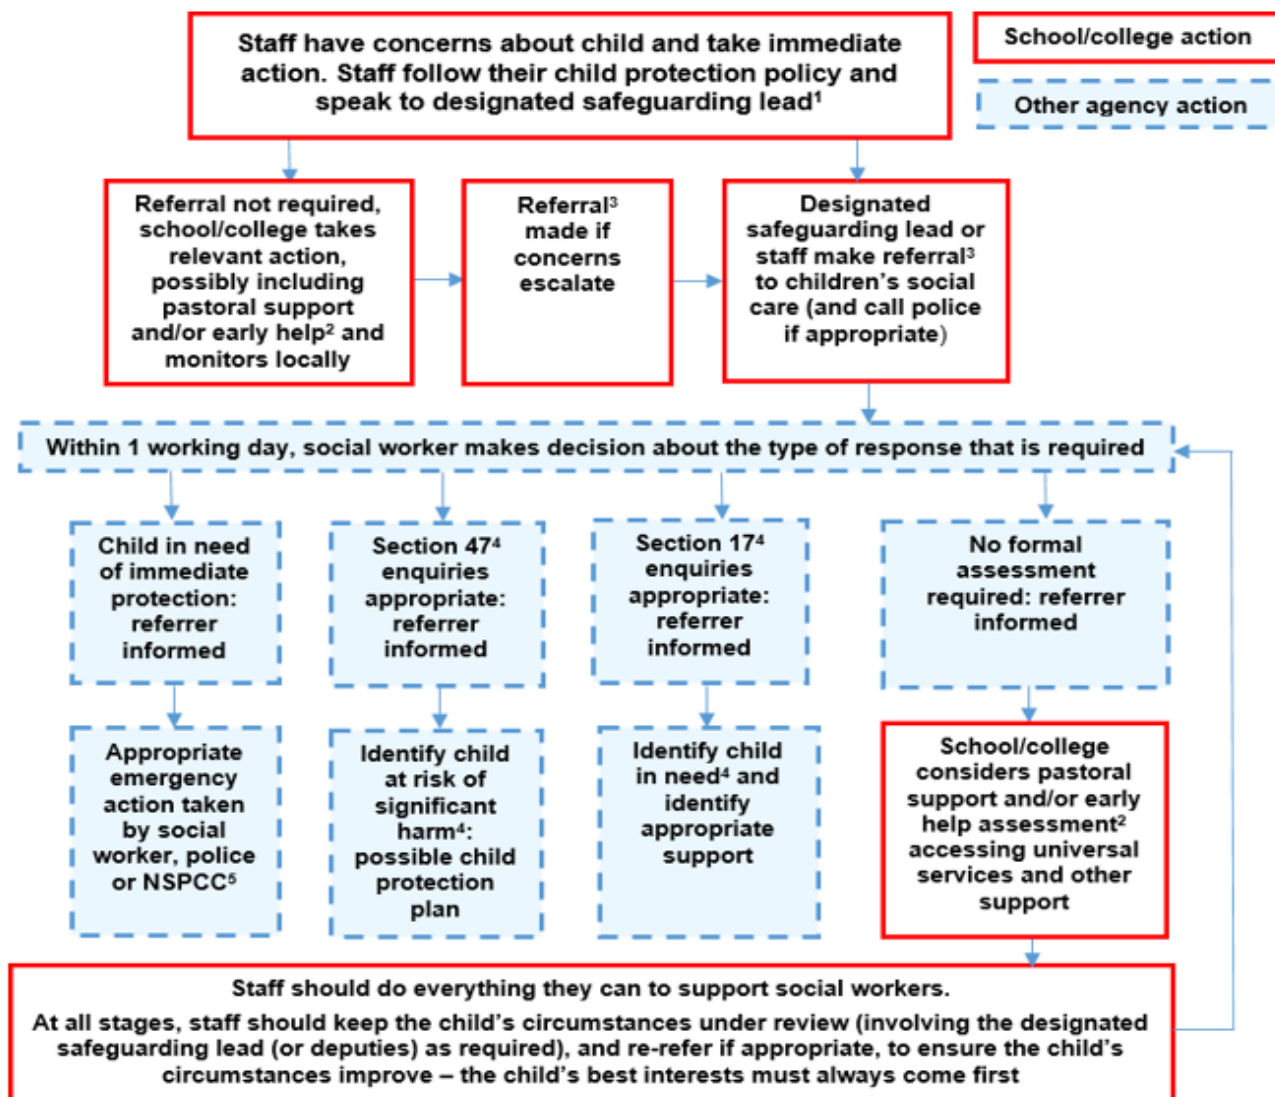 Staff have concerns about child and take immediate
action. Staff follow their child protection policy and
speak to designated safeguarding lead¹
School/college action
Other agency action
Referral not required,
school/college takes
relevant action,
possibly including
pastoral support
and/or early help² and
monitors locally
Referral³
made if
concerns
escalate
Designated
safeguarding lead or
staff make referral³
to children’s social
care (and call police
if appropriate)
Within 1 working day, social worker makes decision about the type of response that is required
Child in need
of immediate
protection:
referrer
informed
Section 47⁴
enquiries
appropriate:
referrer
informed
Section 17⁴
enquiries
appropriate:
referrer
informed
No formal
assessment
required: referrer
informed
Appropriate
emergency
action taken
by social
worker, police
or NSPCC⁵
Identify child
at risk of
significant
harm⁴:
possible child
protection
plan
Identify child
in need⁴ and
identify
appropriate
support
School/college
considers pastoral
support and/or early
help assessment²
accessing universal
services and other
support
Staff should do everything they can to support social workers.
At all stages, staff should keep the child’s circumstances under review (involving the designated
safeguarding lead (or deputies) as required), and re-refer if appropriate, to ensure the child’s
circumstances improve – the child’s best interests must always come first